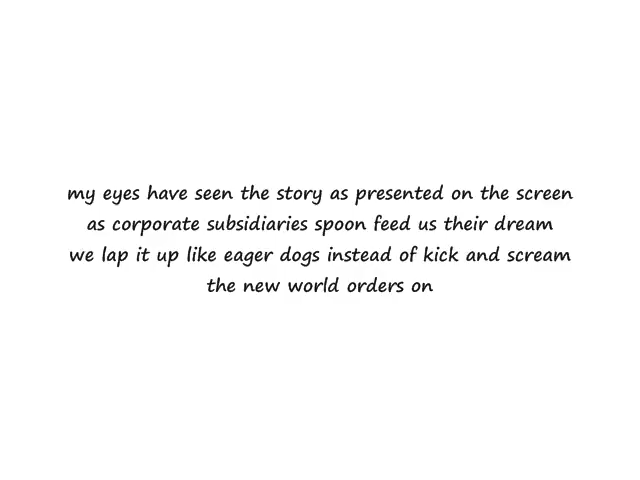 my eyes have seen the story as presented on the screen
as corporate subsidiaries spoon feed us their dream
we lap it up like eager dogs instead of kick and scream
the new world orders on